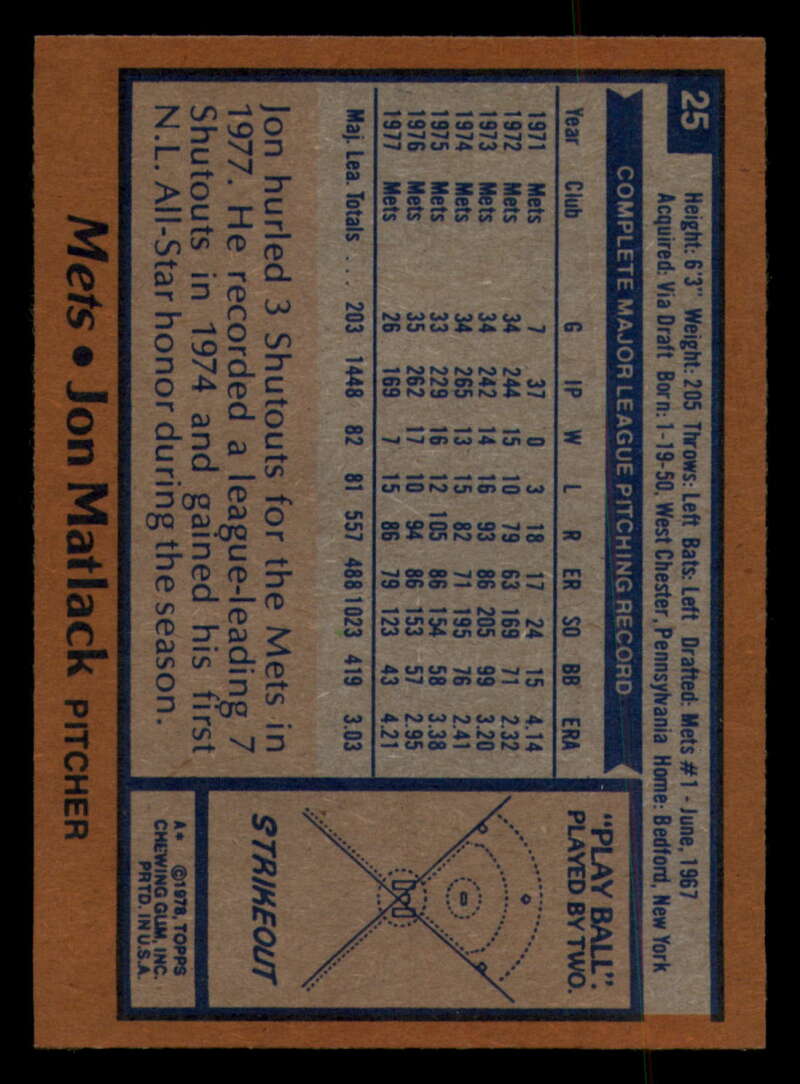 25
Height: 6'3" Weight: 205 Throws: Left Bats: Left Drafted: Mets #1 - June, 1967
Acquired: Via Draft Born: 1-19-50, West Chester, Pennsylvania Home: Bedford, New York
COMPLETE MAJOR LEAGUE PITCHING RECORD
Year Club G IP W L R ER SO BB ERA
1971 Mets 7 37 0 3 18 17 24 15 4.14
1972 Mets 34 244 15 10 79 63 169 71 2.32
1973 Mets 34 242 14 16 93 86 205 99 3.20
1974 Mets 34 265 13 15 82 71 195 76 2.41
1975 Mets 33 229 16 12 105 86 154 58 3.38
1976 Mets 35 262 17 10 94 86 153 57 2.95
1977 Mets 26 169 7 15 86 79 123 43 4.21
Maj. Lea. Totals . . . 203 1448 82 81 557 488 1023 419 3.03
Jon hurled 3 Shutouts for the Mets in
1977. He recorded a league-leading 7
Shutouts in 1974 and gained his first
N.L. All-Star honor during the season.
"PLAY BALL":
PLAYED BY TWO.
STRIKEOUT
A* ©1978, TOPPS
CHEWING GUM, INC.
PRTD. IN U.S.A.
Mets • Jon Matlack PITCHER